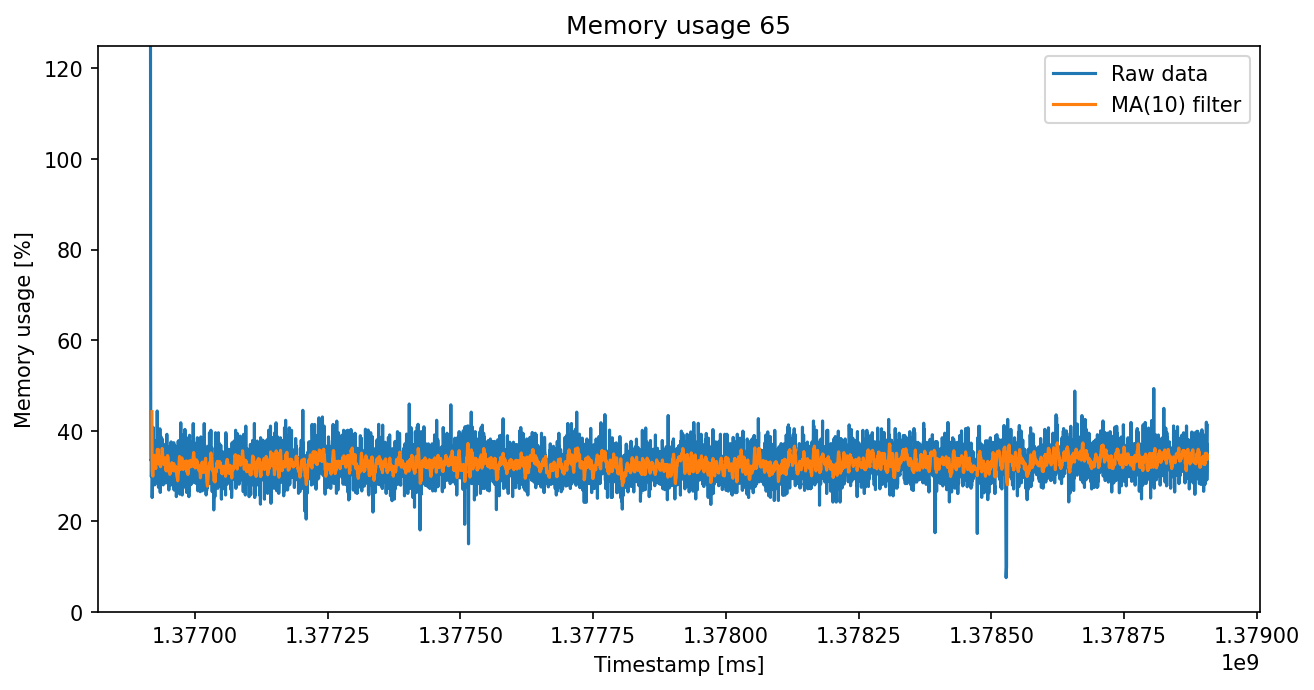 Memory usage 65
Raw data
MA(10) filter
Memory usage [%]
120
100
80
60
40
20
0
1.37700 1.37725 1.37750 1.37775 1.37800 1.37825 1.37850 1.37875 1.37900
1e9
Timestamp [ms]